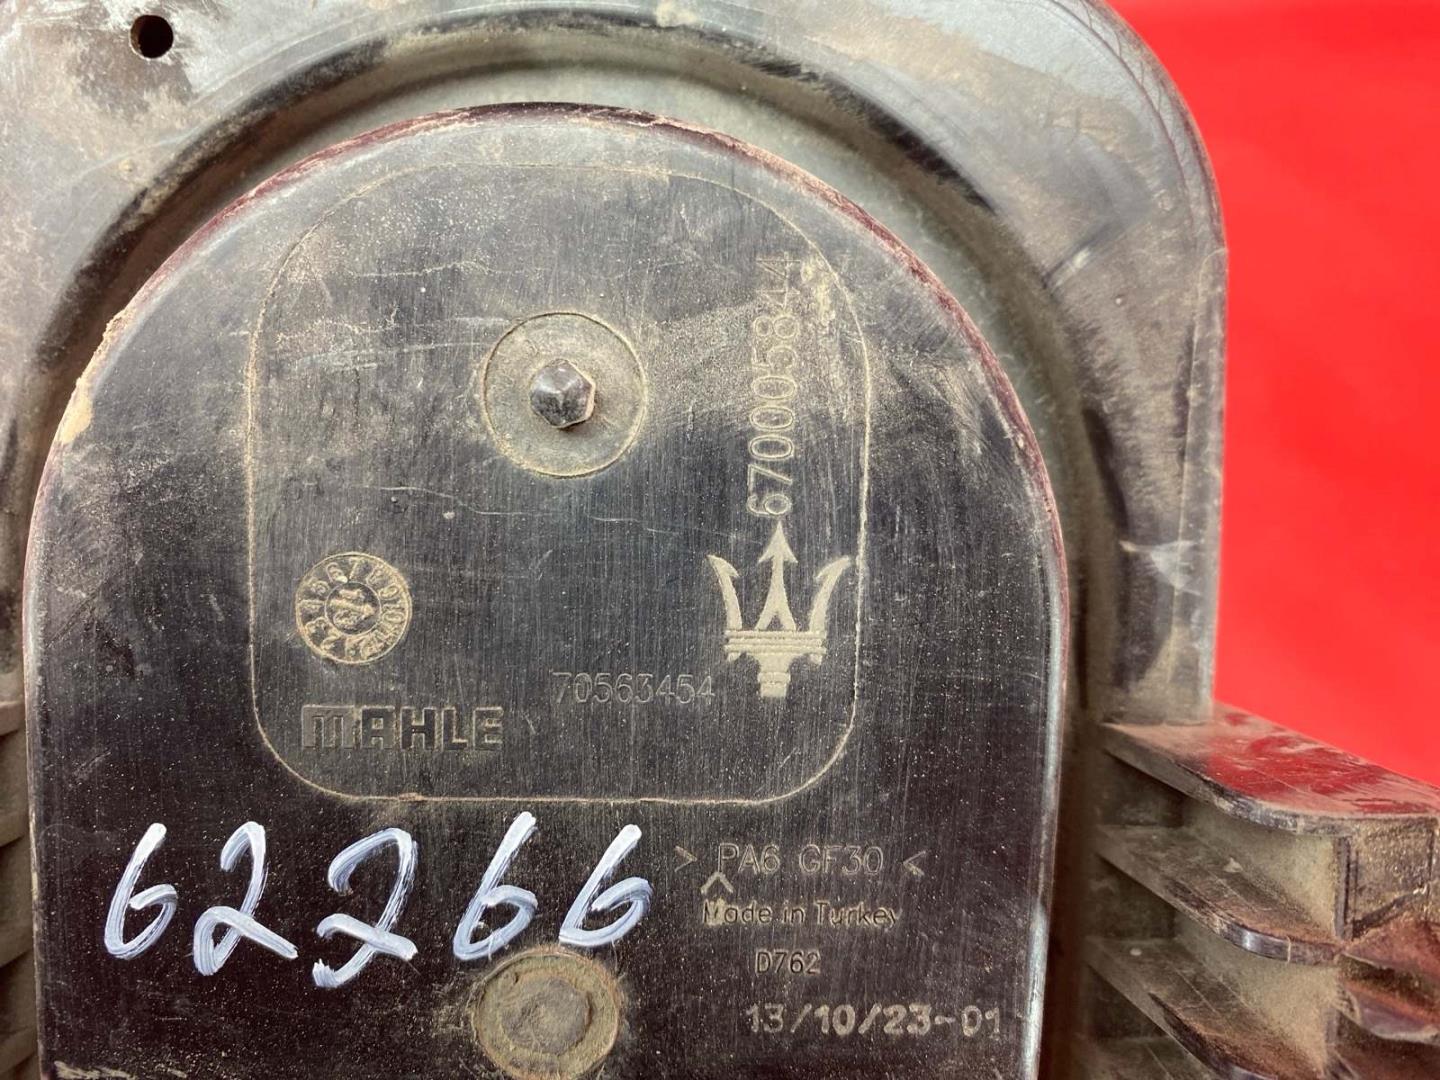 670005844
70563454
MAHLE
62266
> PA6 GF30 <
Made in Turkey
D762
13/10/23-01